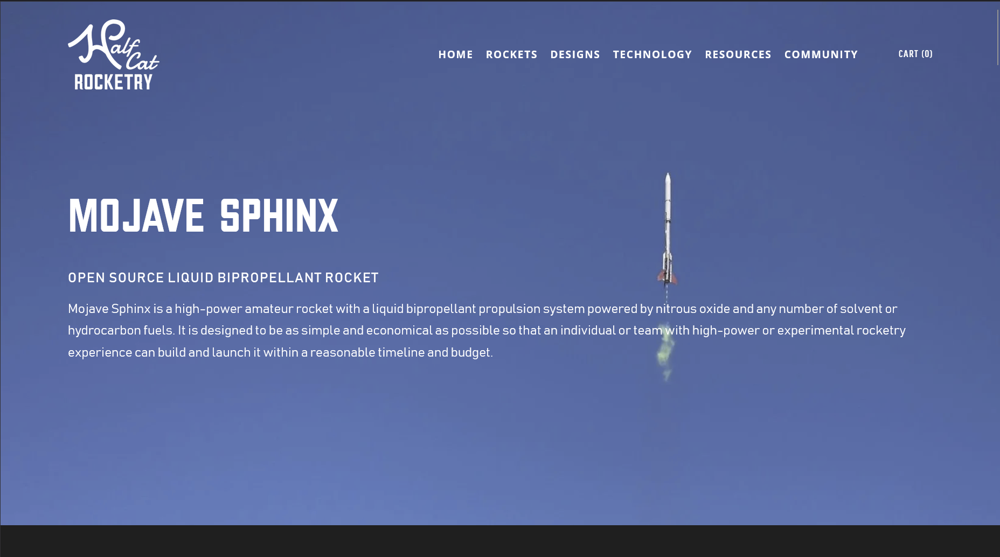 Half
Cat
ROCKETRY
HOME ROCKETS DESIGNS TECHNOLOGY RESOURCES COMMUNITY CART (0)
MOJAVE SPHINX
OPEN SOURCE LIQUID BIPROPELLANT ROCKET
Mojave Sphinx is a high-power amateur rocket with a liquid bipropellant propulsion system powered by nitrous oxide and any number of solvent or
hydrocarbon fuels. It is designed to be as simple and economical as possible so that an individual or team with high-power or experimental rocketry
experience can build and launch it within a reasonable timeline and budget.